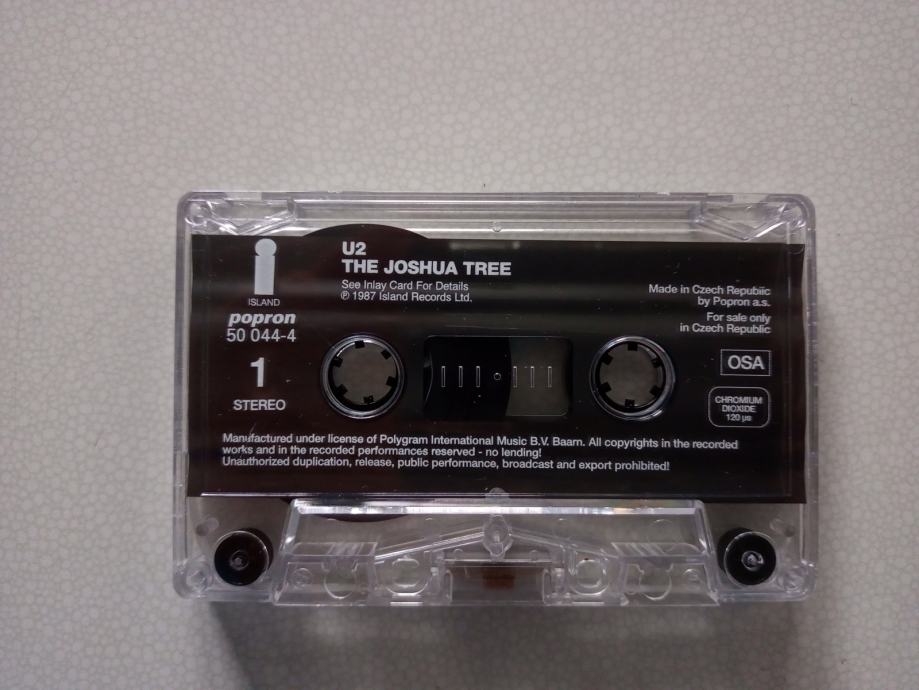 U2
THE JOSHUA TREE
See Inlay Card For Details
℗ 1987 Island Records Ltd.
ISLAND
popron
50 044-4
1
STEREO
Made in Czech Republic
by Popron a.s.
For sale only
in Czech Republic
OSA
CHROMIUM
DIOXIDE
120 µs
Manufactured under license of Polygram International Music B.V. Baarn. All copyrights in the recorded
works and in the recorded performances reserved - no lending!
Unauthorized duplication, release, public performance, broadcast and export prohibited!